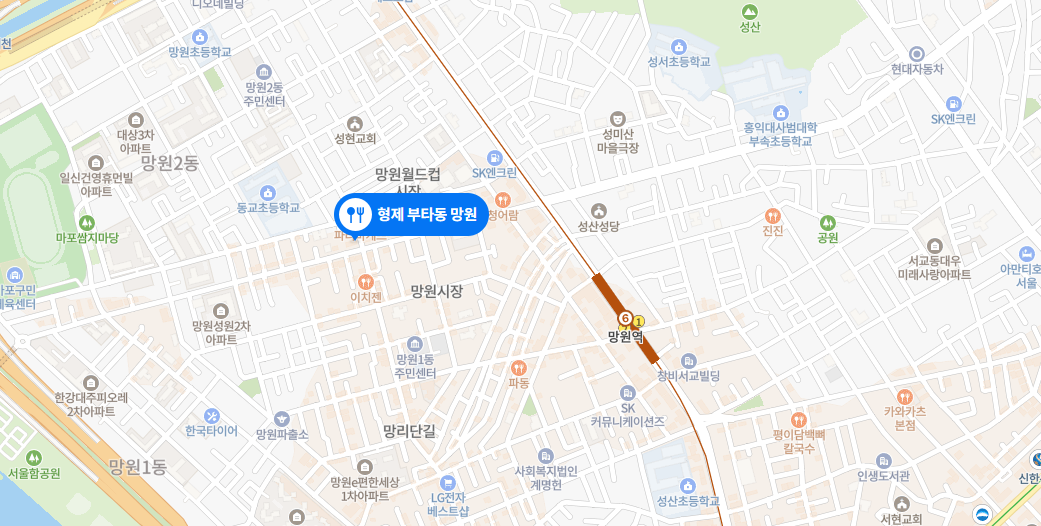 디오네빌딩
성산
망원초등학교
성서초등학교
현대자동차
망원2동
주민센터
SK엔크린
대상3차
아파트
성현교회
성미산
마을극장
홍익대사범대학
부속초등학교
망원2동
일신건영휴먼빌
아파트
망원월드컵
시장
SK엔크린
동교초등학교
형제 부타동 망원
청어람
성산성당
진진
공원
마포쌈지마당
서교동대우
미래사랑아파트
이치젠
망원시장
망원성원2차
아파트
6
1
망원역
망원1동
주민센터
창비서교빌딩
파동
한강대주피오레
2차아파트
SK
커뮤니케이션즈
카와카츠
본점
한국타이어
망원파출소
망리단길
평이담백뼈
칼국수
서울함공원
망원1동
망원e편한세상
1차아파트
사회복지법인
계명헌
인생도서관
LG전자
베스트샵
성산초등학교
서현교회